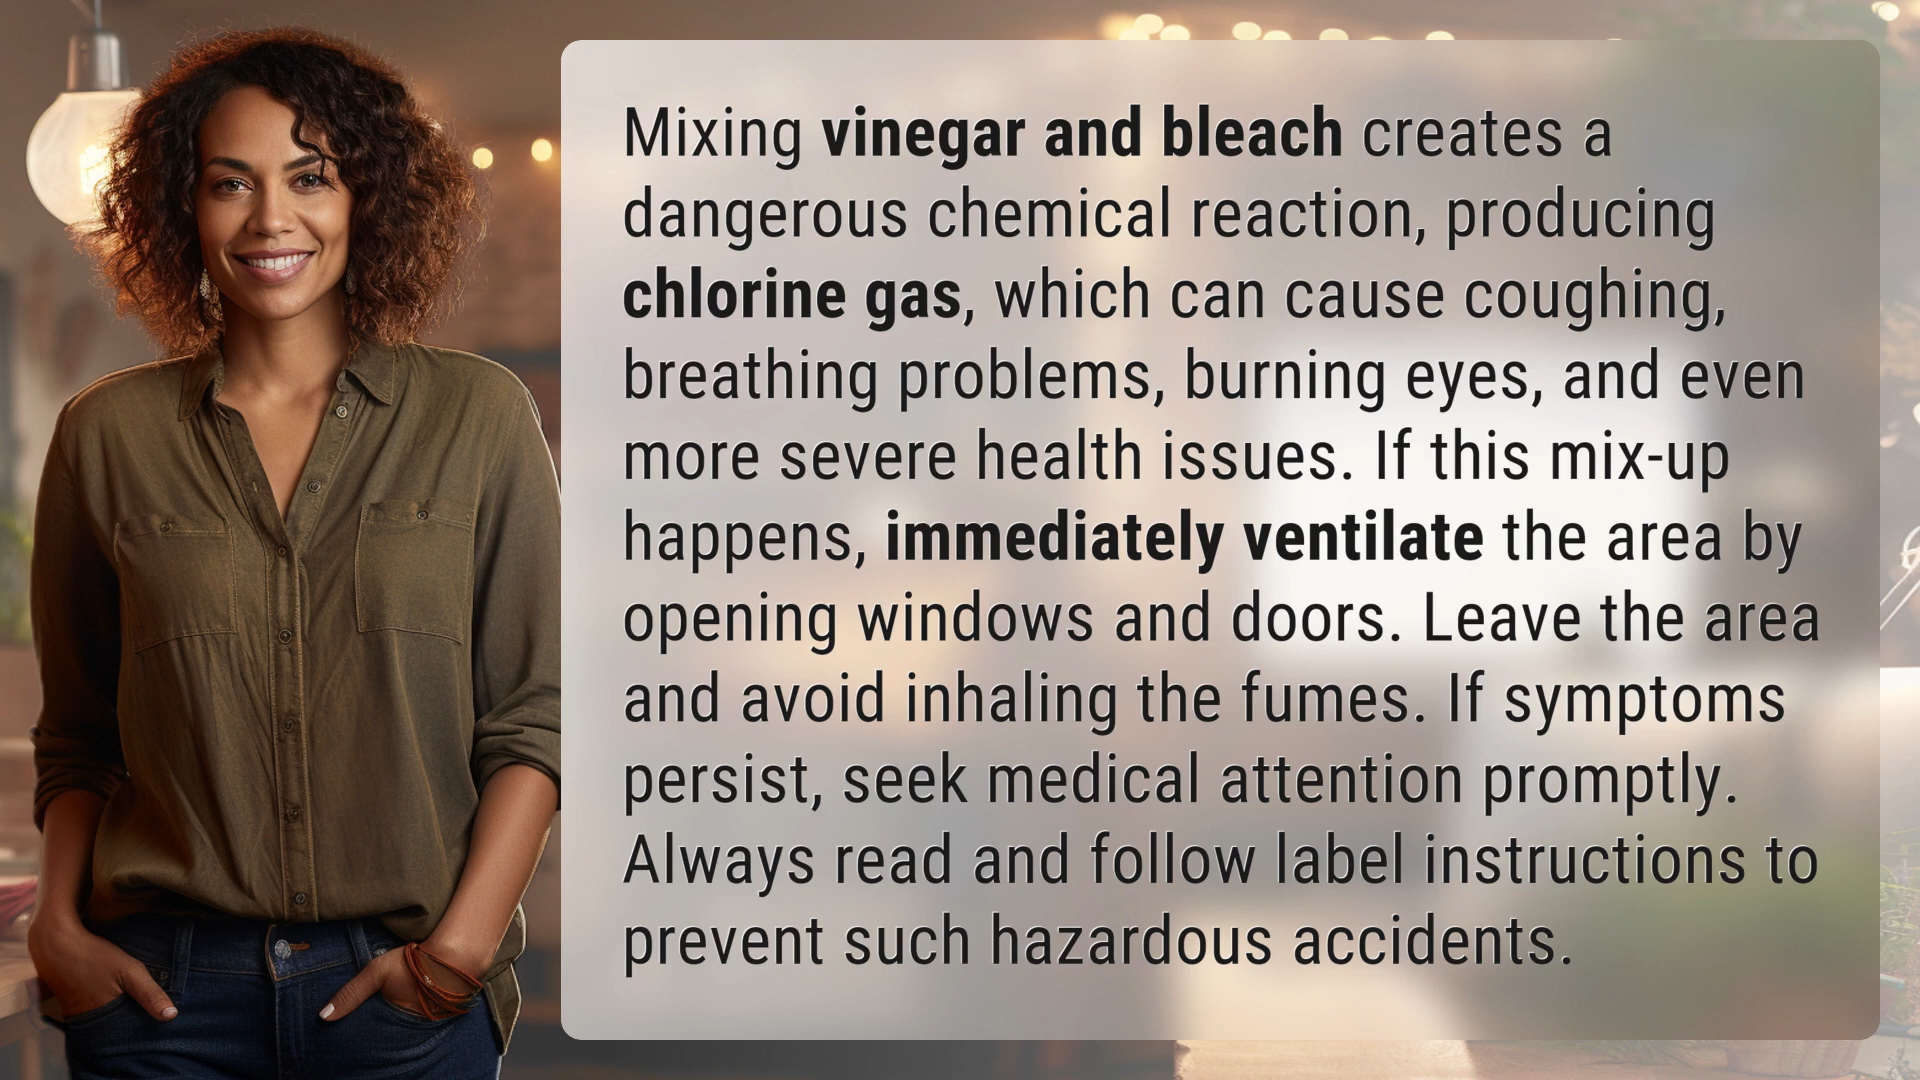 Mixing vinegar and bleach creates a
dangerous chemical reaction, producing
chlorine gas, which can cause coughing,
breathing problems, burning eyes, and even
more severe health issues. If this mix-up
happens, immediately ventilate the area by
opening windows and doors. Leave the area
and avoid inhaling the fumes. If symptoms
persist, seek medical attention promptly.
Always read and follow label instructions to
prevent such hazardous accidents.